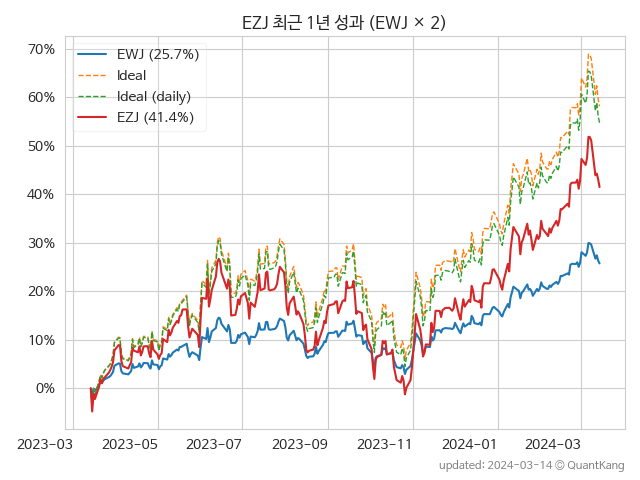 EZJ 최근 1년 성과 (EWJ × 2)
70%
60%
50%
40%
30%
20%
10%
0%
EWJ (25.7%)
Ideal
Ideal (daily)
EZJ (41.4%)
2023-03
2023-05
2023-07
2023-09
2023-11
2024-01
2024-03
updated: 2024-03-14 © QuantKang